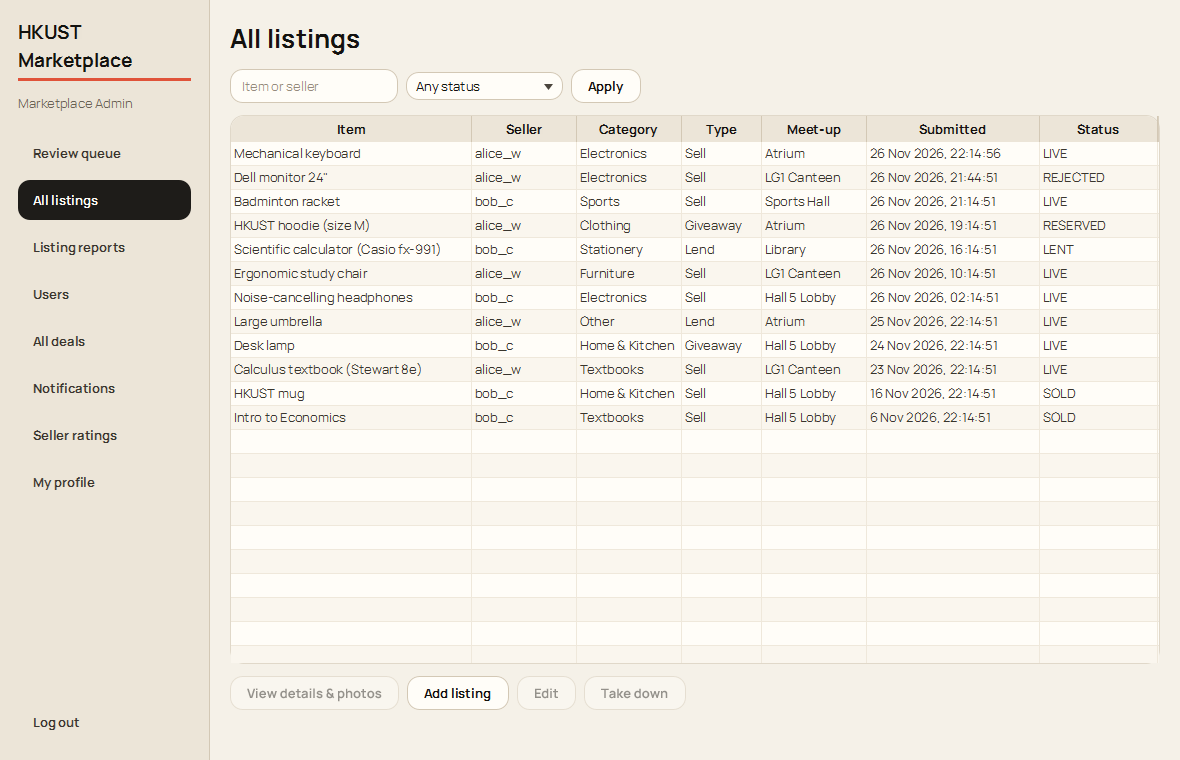 HKUST
Marketplace
Marketplace Admin
Review queue
All listings
Listing reports
Users
All deals
Notifications
Seller ratings
My profile
Log out
All listings
Item or seller
Any status
Apply
Item Seller Category Type Meet-up Submitted Status
Mechanical keyboard alice_w Electronics Sell Atrium 26 Nov 2026, 22:14:56 LIVE
Dell monitor 24" alice_w Electronics Sell LG1 Canteen 26 Nov 2026, 21:44:51 REJECTED
Badminton racket bob_c Sports Sell Sports Hall 26 Nov 2026, 21:14:51 LIVE
HKUST hoodie (size M) alice_w Clothing Giveaway Atrium 26 Nov 2026, 19:14:51 RESERVED
Scientific calculator (Casio fx-991) bob_c Stationery Lend Library 26 Nov 2026, 16:14:51 LENT
Ergonomic study chair alice_w Furniture Sell LG1 Canteen 26 Nov 2026, 10:14:51 LIVE
Noise-cancelling headphones bob_c Electronics Sell Hall 5 Lobby 26 Nov 2026, 02:14:51 LIVE
Large umbrella alice_w Other Lend Atrium 25 Nov 2026, 22:14:51 LIVE
Desk lamp bob_c Home & Kitchen Giveaway Hall 5 Lobby 24 Nov 2026, 22:14:51 LIVE
Calculus textbook (Stewart 8e) alice_w Textbooks Sell LG1 Canteen 23 Nov 2026, 22:14:51 LIVE
HKUST mug bob_c Home & Kitchen Sell Hall 5 Lobby 16 Nov 2026, 22:14:51 SOLD
Intro to Economics bob_c Textbooks Sell Hall 5 Lobby 6 Nov 2026, 22:14:51 SOLD
View details & photos
Add listing
Edit
Take down